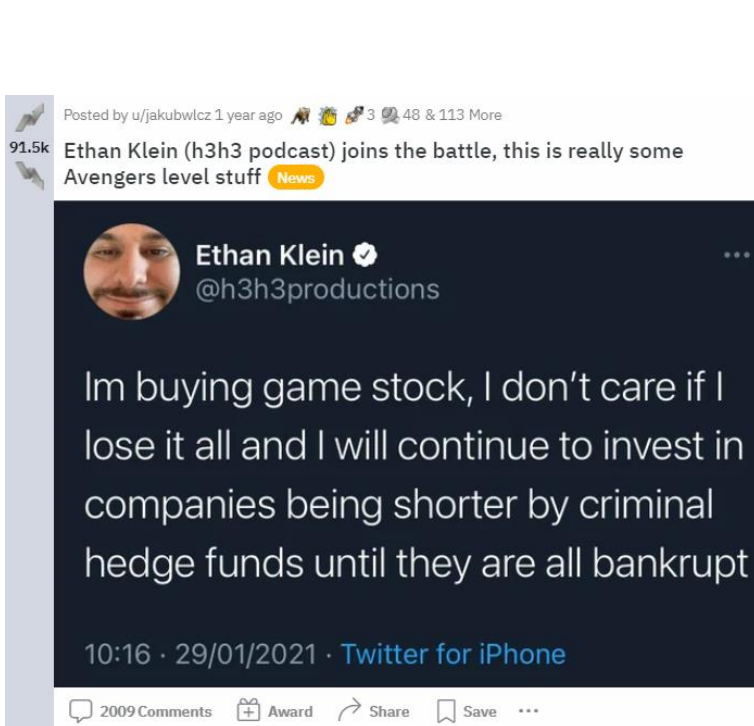 Posted by u/jakubwlcz 1 year ago 3 48 & 113 More
91.5k
Ethan Klein (h3h3 podcast) joins the battle, this is really some
Avengers level stuff News
Ethan Klein
@h3h3productions
Im buying game stock, I don't care if I
lose it all and I will continue to invest in
companies being shorter by criminal
hedge funds until they are all bankrupt
10:16 · 29/01/2021 · Twitter for iPhone
2009 Comments Award Share Save